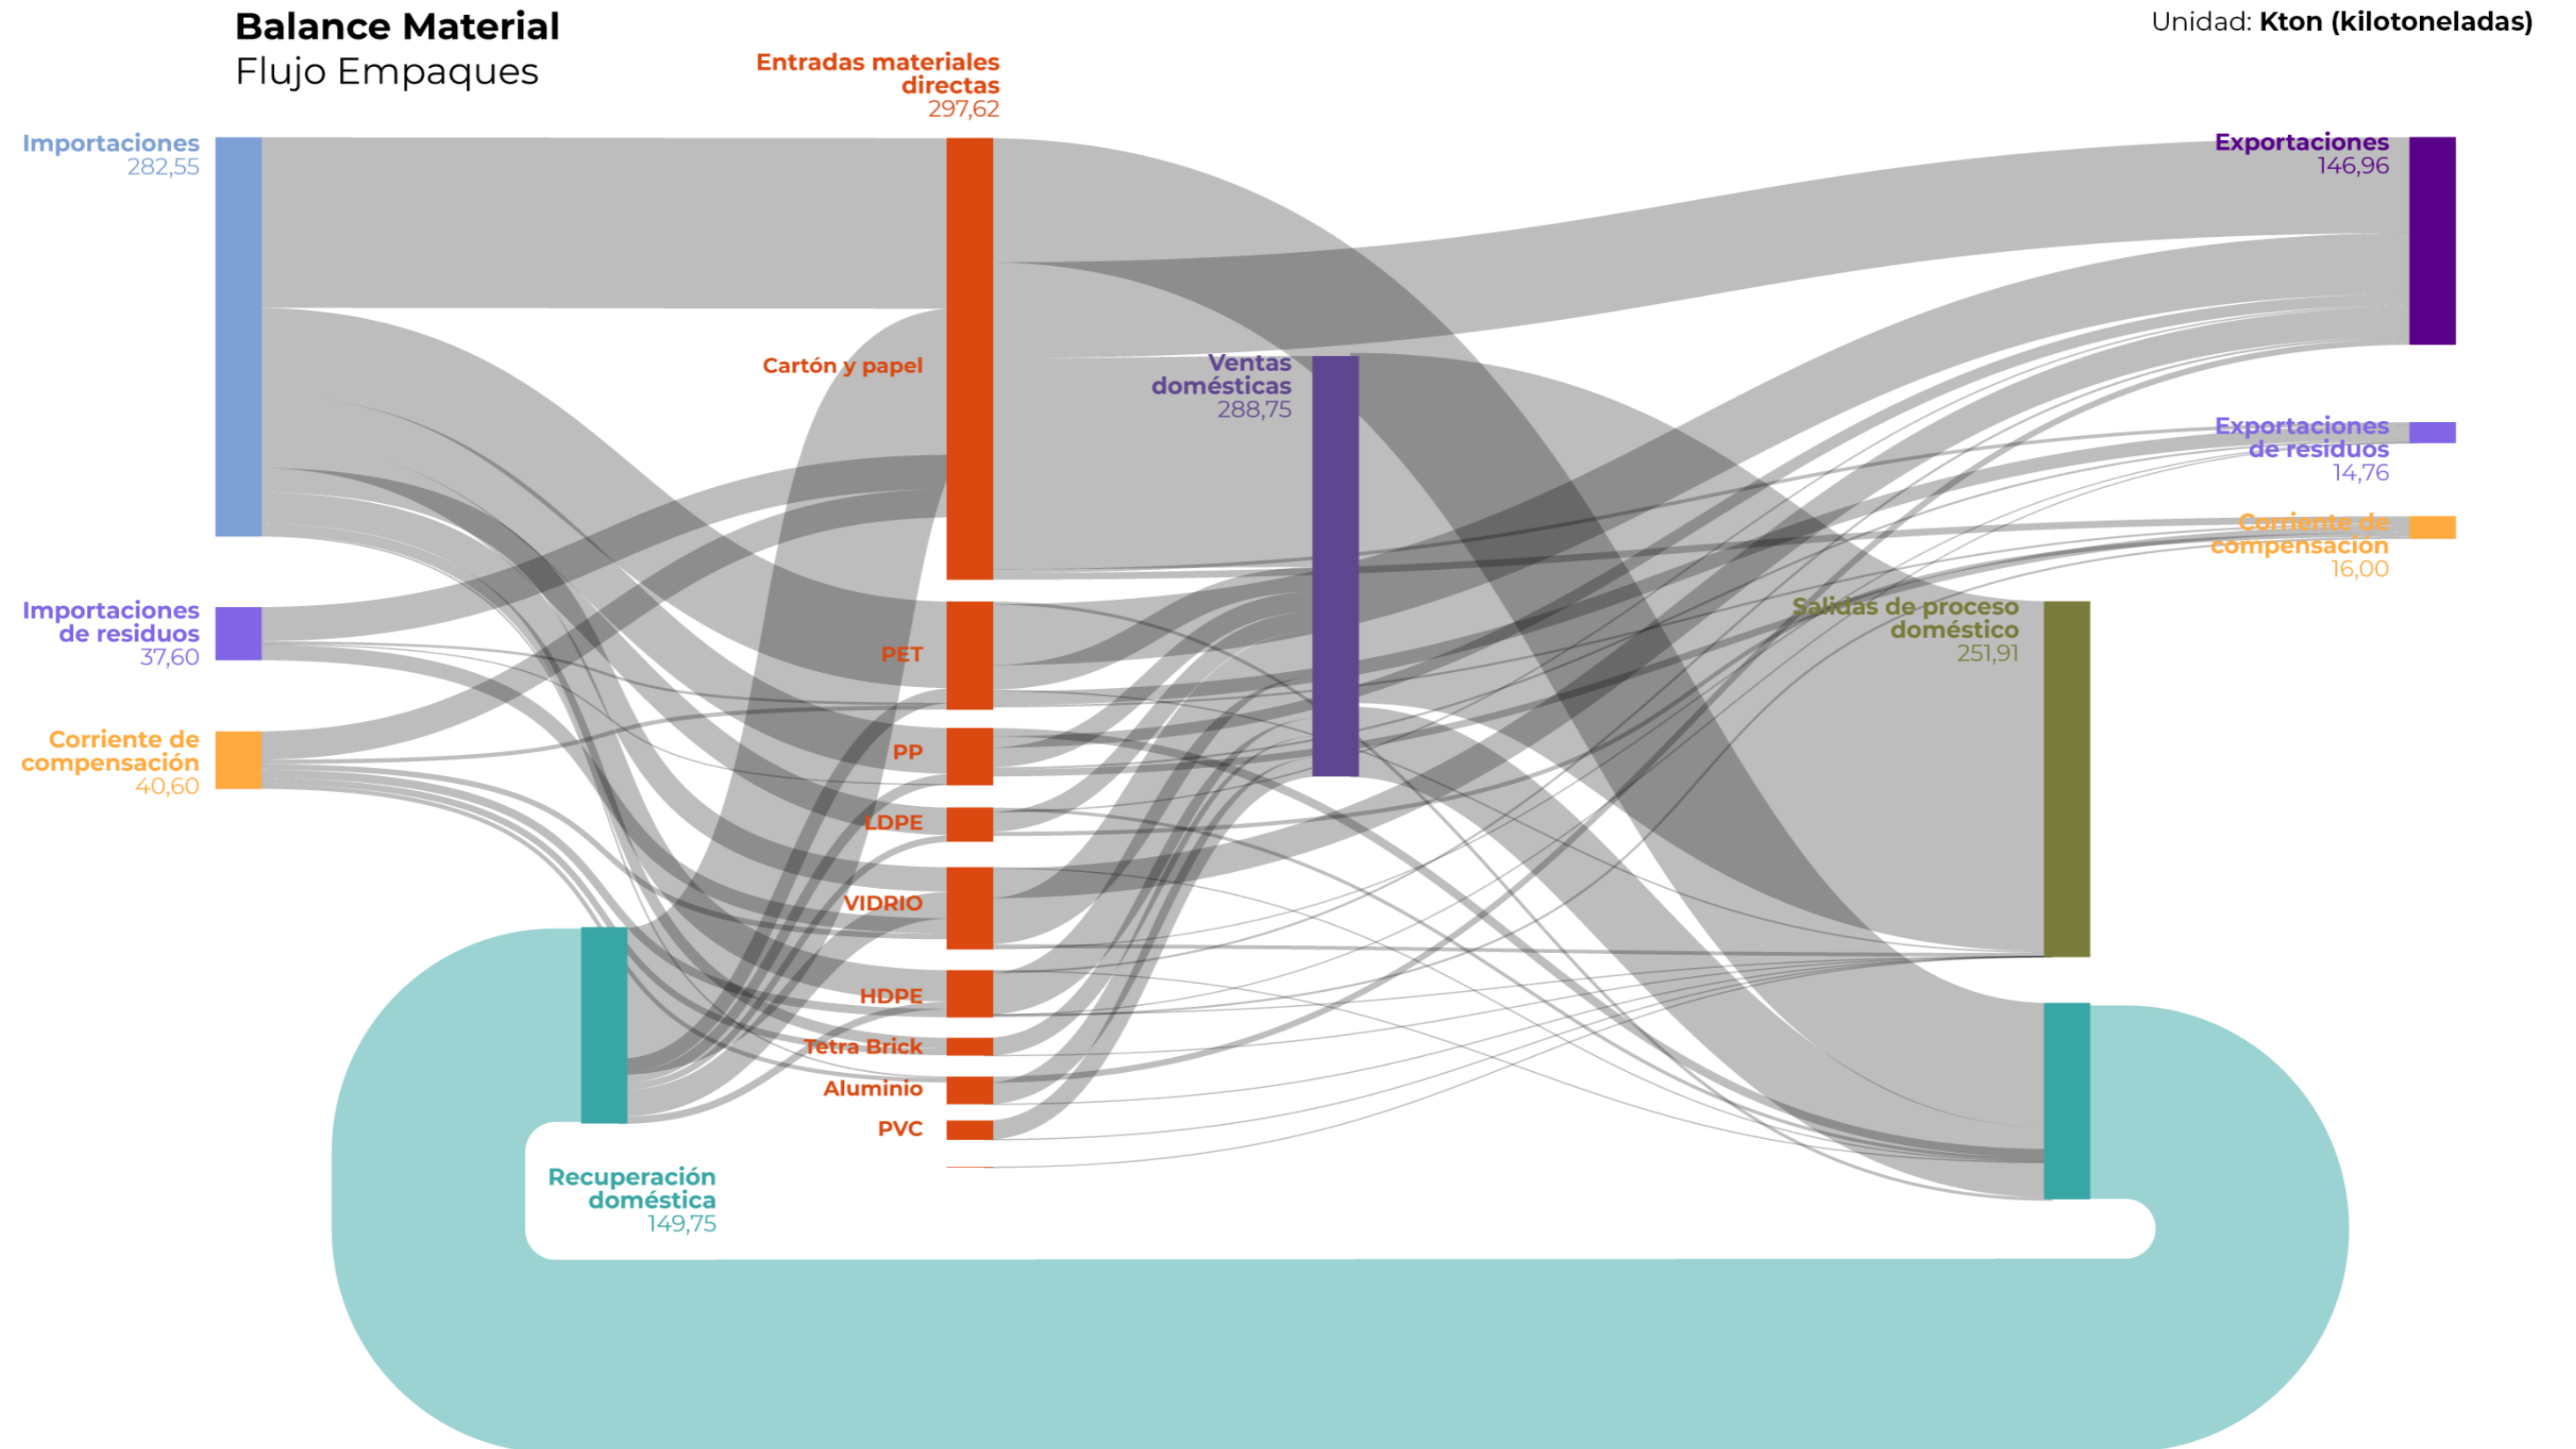 Balance Material
Flujo Empaques
Unidad: Kton (kilotoneladas)
Entradas materiales
directas
297,62
Importaciones
282,55
Exportaciones
146,96
Cartón y papel
Ventas
domésticas
288,75
Exportaciones
de residuos
14,76
Corriente de
compensación
16,00
Importaciones
de residuos
37,60
Salidas de proceso
doméstico
251,91
PET
Corriente de
compensación
40,60
PP
LDPE
VIDRIO
HDPE
Tetra Brick
Aluminio
PVC
Recuperación
doméstica
149,75